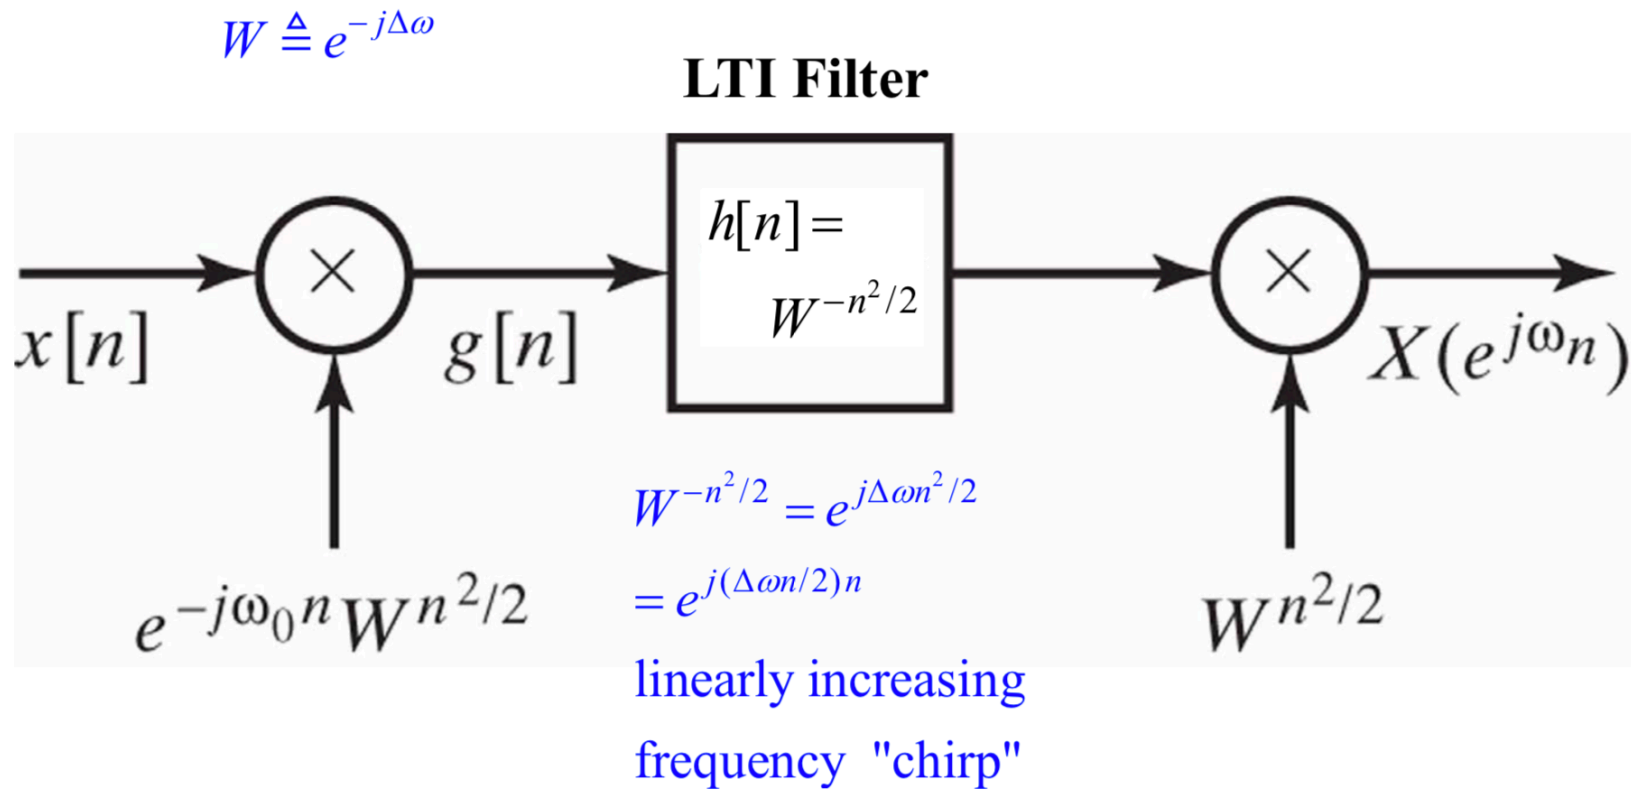 W ≜ e^{-jΔω}
LTI Filter
h[n] =
W^{-n²/2}
×
×
x[n]
g[n]
X(e^{jω_n})
W^{-n²/2} = e^{jΔωn²/2}
= e^{j(Δωn/2)n}
e^{-jω₀n} W^{n²/2}
W^{n²/2}
linearly increasing
frequency "chirp"